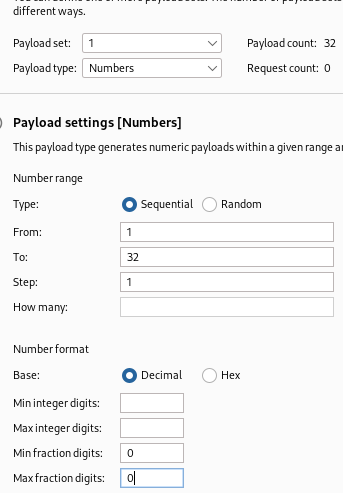 different ways.
Payload set: 1 Payload count: 32
Payload type: Numbers Request count: 0
Payload settings [Numbers]
This payload type generates numeric payloads within a given range
Number range
Type: Sequential Random
From: 1
To: 32
Step: 1
How many:
Number format
Base: Decimal Hex
Min integer digits:
Max integer digits:
Min fraction digits: 0
Max fraction digits: 0